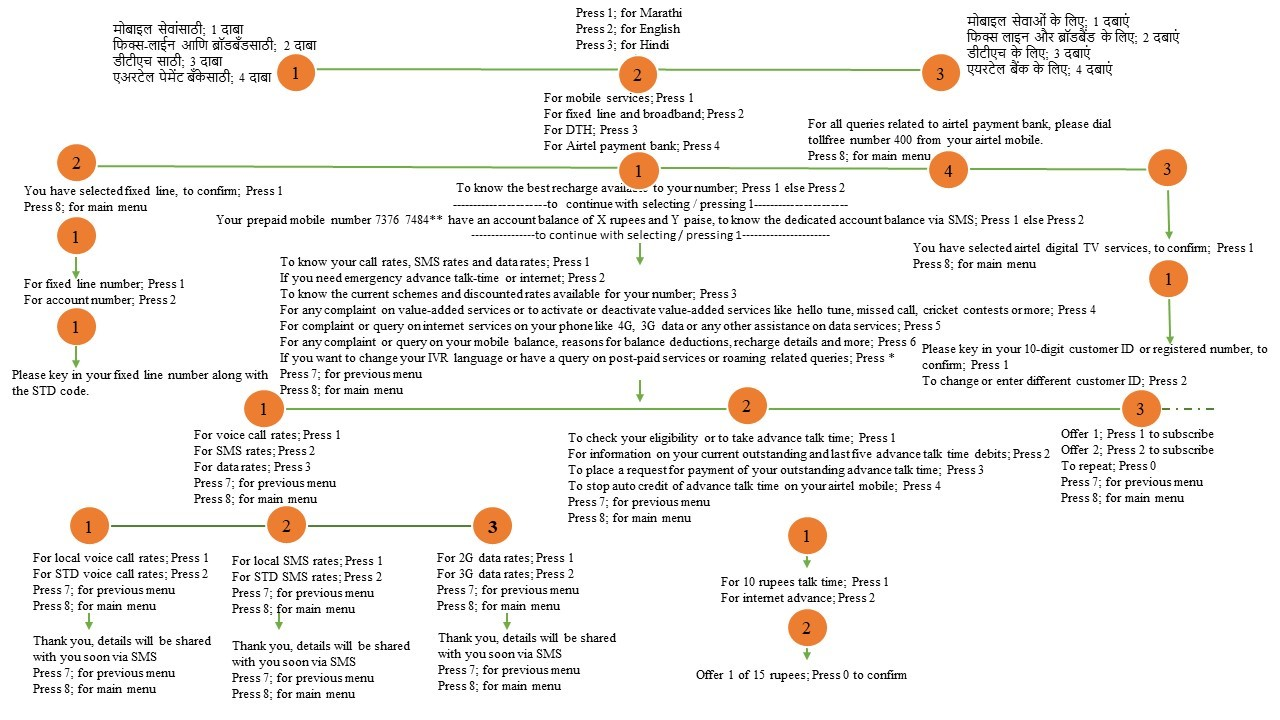 Press 1; for Marathi
Press 2; for English
Press 3; for Hindi
मोबाइल सेवांसाठी; 1 दाबा
फिक्स-लाईन आणि ब्रॉडबँडसाठी; 2 दाबा
डीटीएच साठी; 3 दाबा
एअरटेल पेमेंट बँकेसाठी; 4 दाबा
1
2
3
मोबाइल सेवाओं के लिए; 1 दबाएं
फिक्स लाइन और ब्रॉडबैंड के लिए; 2 दबाएं
डीटीएच के लिए; 3 दबाएं
एयरटेल बैंक के लिए; 4 दबाएं
For mobile services; Press 1
For fixed line and broadband; Press 2
For DTH; Press 3
For Airtel payment bank; Press 4
For all queries related to airtel payment bank, please dial
tollfree number 400 from your airtel mobile.
Press 8; for main menu
2
1
4
3
You have selected fixed line, to confirm; Press 1
Press 8; for main menu
1
For fixed line number; Press 1
For account number; Press 2
1
Please key in your fixed line number along with
the STD code.
To know the best recharge available to your number; Press 1 else Press 2
-----------------------to continue with selecting / pressing 1-----------------------
Your prepaid mobile number 7376 7484** have an account balance of X rupees and Y paise, to know the dedicated account balance via SMS; Press 1 else Press 2
----------------to continue with selecting / pressing 1----------------------
To know your call rates, SMS rates and data rates; Press 1
If you need emergency advance talk-time or internet; Press 2
To know the current schemes and discounted rates available for your number; Press 3
For any complaint on value-added services or to activate or deactivate value-added services like hello tune, missed call, cricket contests or more; Press 4
For complaint or query on internet services on your phone like 4G, 3G data or any other assistance on data services; Press 5
For any complaint or query on your mobile balance, reasons for balance deductions, recharge details and more; Press 6
If you want to change your IVR language or have a query on post-paid services or roaming related queries; Press *
Press 7; for previous menu
Press 8; for main menu
You have selected airtel digital TV services, to confirm; Press 1
Press 8; for main menu
1
Please key in your 10-digit customer ID or registered number, to
confirm; Press 1
To change or enter different customer ID; Press 2
1
2
3
For voice call rates; Press 1
For SMS rates; Press 2
For data rates; Press 3
Press 7; for previous menu
Press 8; for main menu
To check your eligibility or to take advance talk time; Press 1
For information on your current outstanding and last five advance talk time debits; Press 2
To place a request for payment of your outstanding advance talk time; Press 3
To stop auto credit of advance talk time on your airtel mobile; Press 4
Press 7; for previous menu
Press 8; for main menu
Offer 1; Press 1 to subscribe
Offer 2; Press 2 to subscribe
To repeat; Press 0
Press 7; for previous menu
Press 8; for main menu
1
2
3
For local voice call rates; Press 1
For STD voice call rates; Press 2
Press 7; for previous menu
Press 8; for main menu
Thank you, details will be shared
with you soon via SMS
Press 7; for previous menu
Press 8; for main menu
For local SMS rates; Press 1
For STD SMS rates; Press 2
Press 7; for previous menu
Press 8; for main menu
Thank you, details will be shared
with you soon via SMS
Press 7; for previous menu
Press 8; for main menu
For 2G data rates; Press 1
For 3G data rates; Press 2
Press 7; for previous menu
Press 8; for main menu
Thank you, details will be shared
with you soon via SMS
Press 7; for previous menu
Press 8; for main menu
1
For 10 rupees talk time; Press 1
For internet advance; Press 2
2
Offer 1 of 15 rupees; Press 0 to confirm